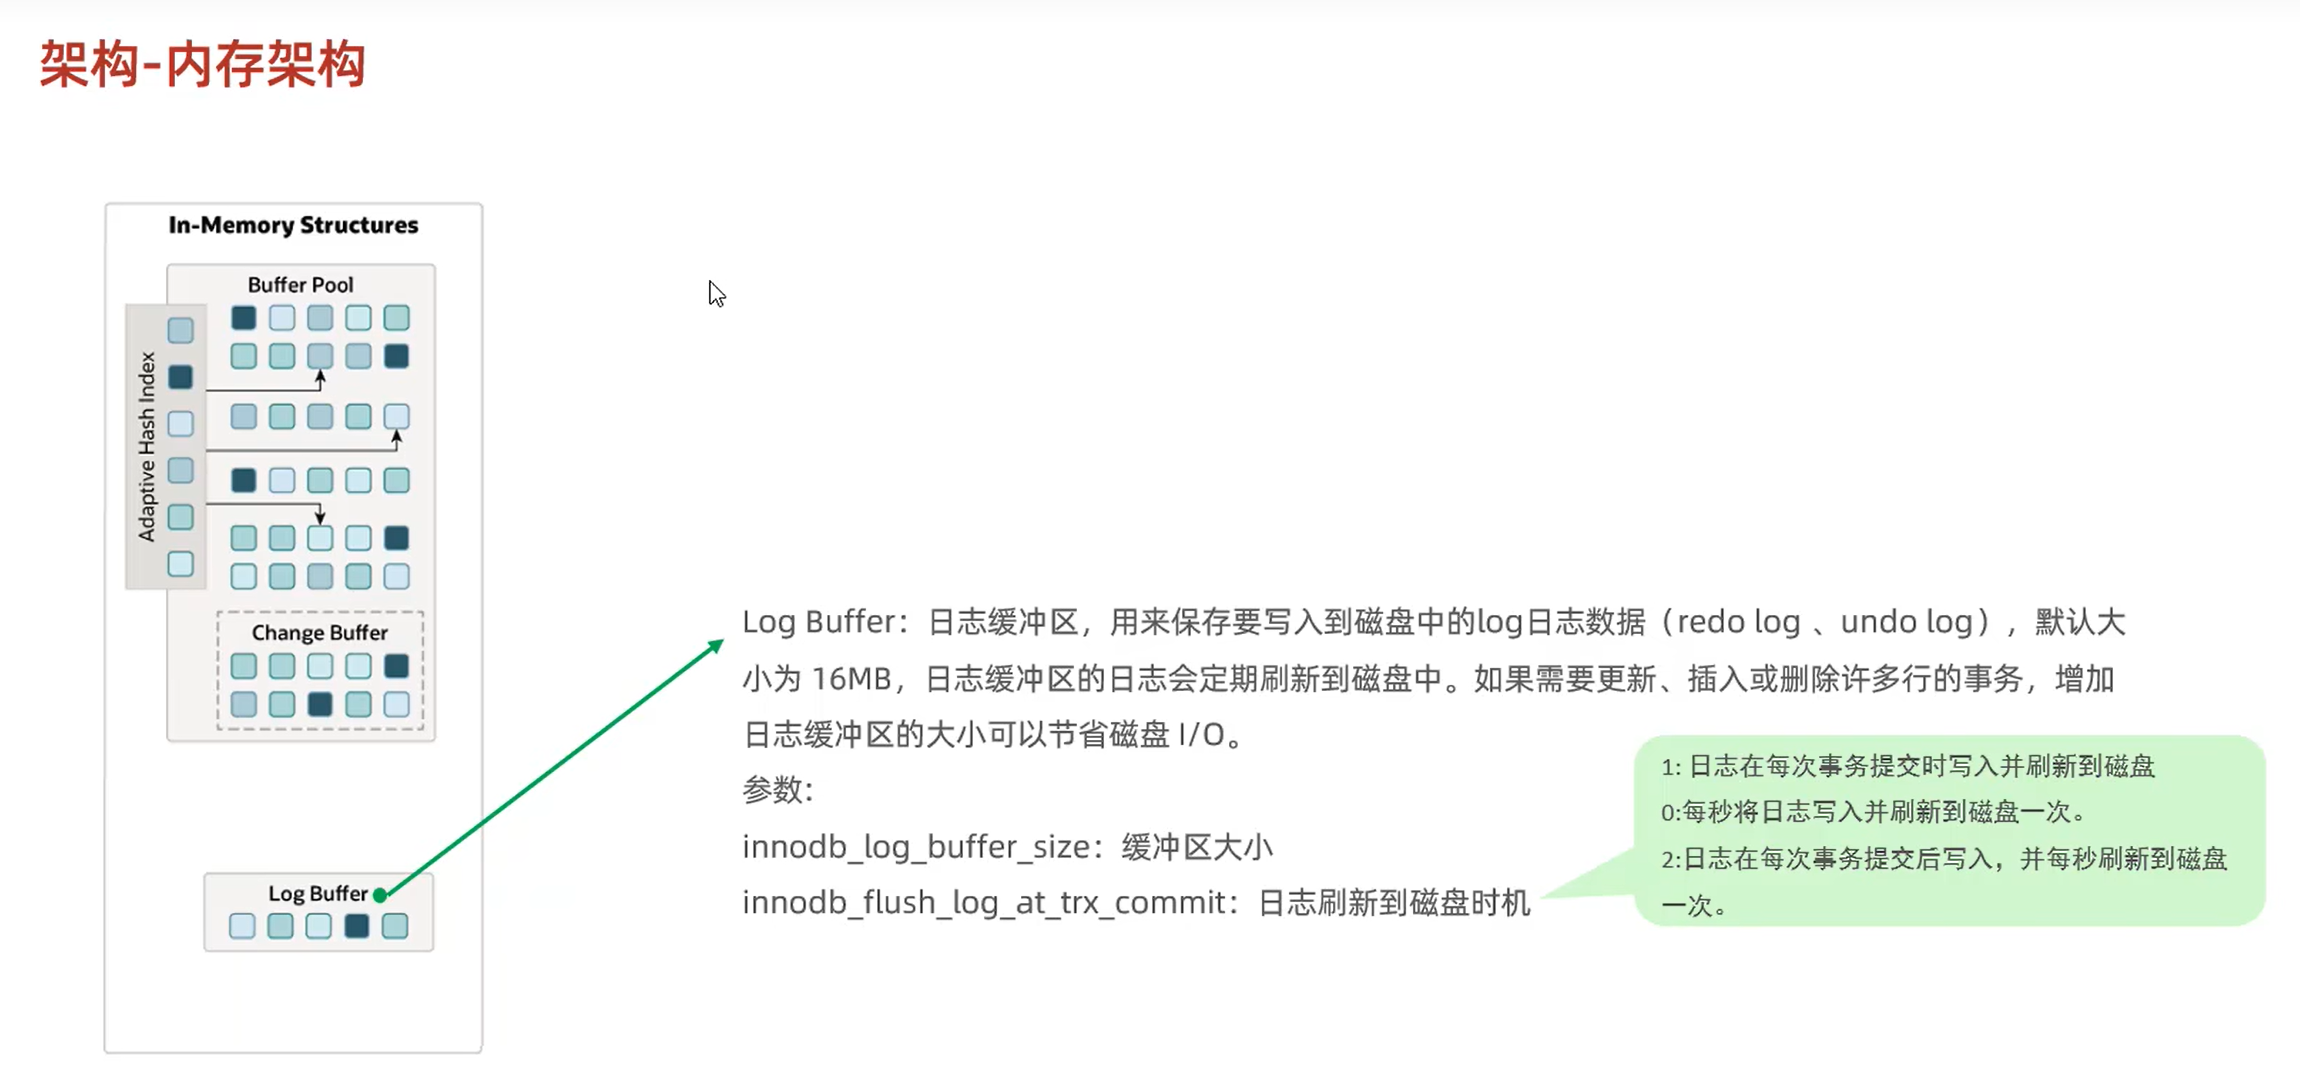 架构-内存架构
In-Memory Structures
Buffer Pool
Adaptive Hash Index
Change Buffer
Log Buffer
Log Buffer：日志缓冲区，用来保存要写入到磁盘中的log日志数据（redo log 、undo log），默认大
小为 16MB，日志缓冲区的日志会定期刷新到磁盘中。如果需要更新、插入或删除许多行的事务，增加
日志缓冲区的大小可以节省磁盘 I/O。
参数:
innodb_log_buffer_size：缓冲区大小
innodb_flush_log_at_trx_commit：日志刷新到磁盘时机
1: 日志在每次事务提交时写入并刷新到磁盘
0:每秒将日志写入并刷新到磁盘一次。
2:日志在每次事务提交后写入，并每秒刷新到磁盘
一次。